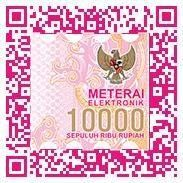 METERAI
ELEKTRONIK
10000
SEPULUH RIBU RUPIAH